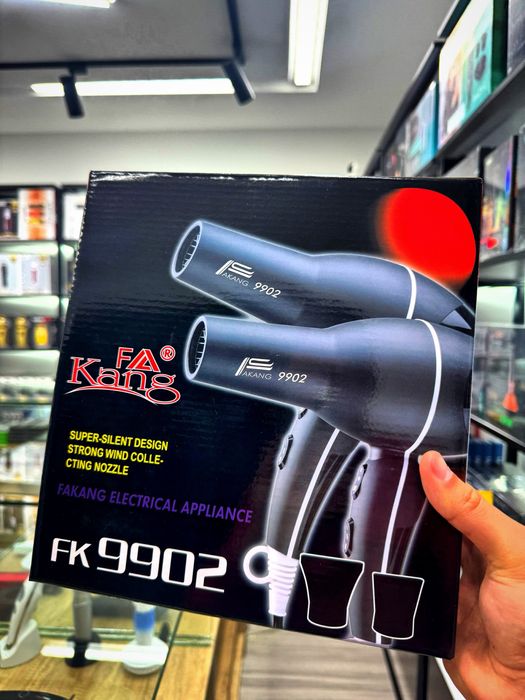 FAKANG 9902
FAKANG 9902
FA ®
Kang
SUPER-SILENT DESIGN
STRONG WIND COLLE-
CTING NOZZLE
FAKANG ELECTRICAL APPLIANCE
FK 9902